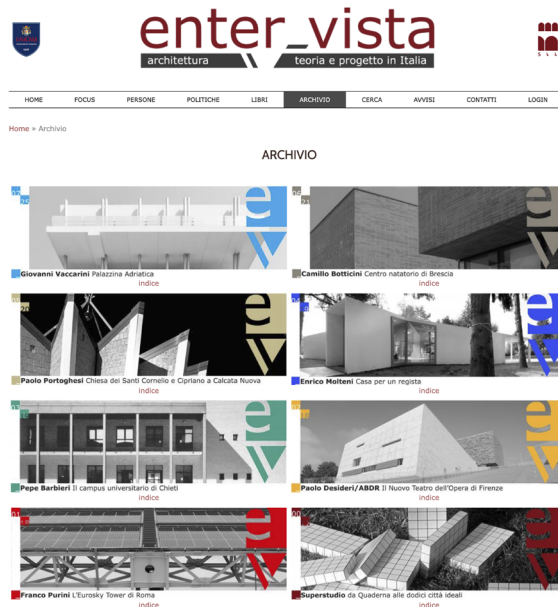 enter_vista
architettura teoria e progetto in Italia
HOME FOCUS PERSONE POLITICHE LIBRI ARCHIVIO CERCA AVVISI CONTATTI LOGIN
Home » Archivio
ARCHIVIO
Giovanni Vaccarini Palazzina Adriatica
indice
Camillo Botticini Centro natatorio di Brescia
indice
Paolo Portoghesi Chiesa dei Santi Cornelio e Cipriano a Calcata Nuova
indice
Enrico Molteni Casa per un regista
indice
Pepe Barbieri Il campus universitario di Chieti
indice
Paolo Desideri/ABDR Il Nuovo Teatro dell'Opera di Firenze
indice
Franco Purini L'Eurosky Tower di Roma
indice
Superstudio da Quaderna alle dodici città ideali
indice